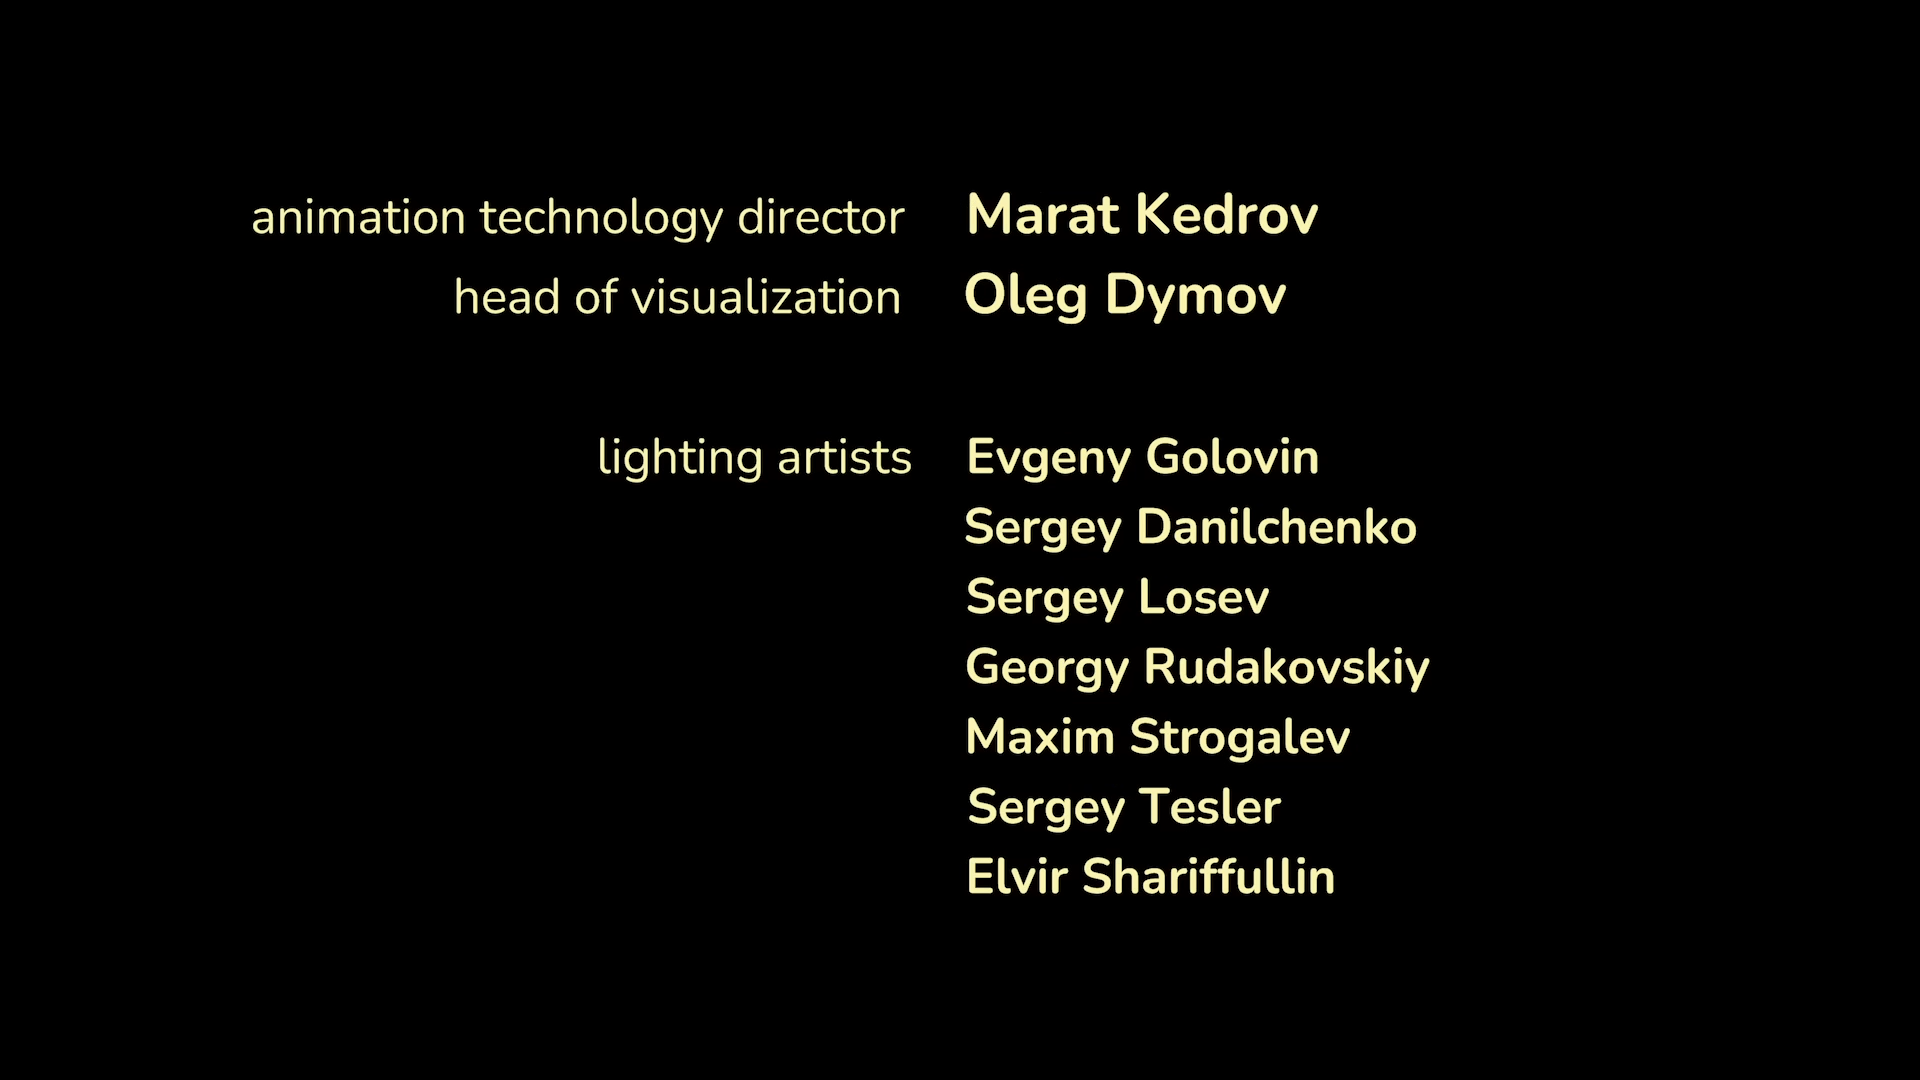 animation technology director Marat Kedrov
head of visualization Oleg Dymov
lighting artists Evgeny Golovin
Sergey Danilchenko
Sergey Losev
Georgy Rudakovskiy
Maxim Strogalev
Sergey Tesler
Elvir Shariffullin